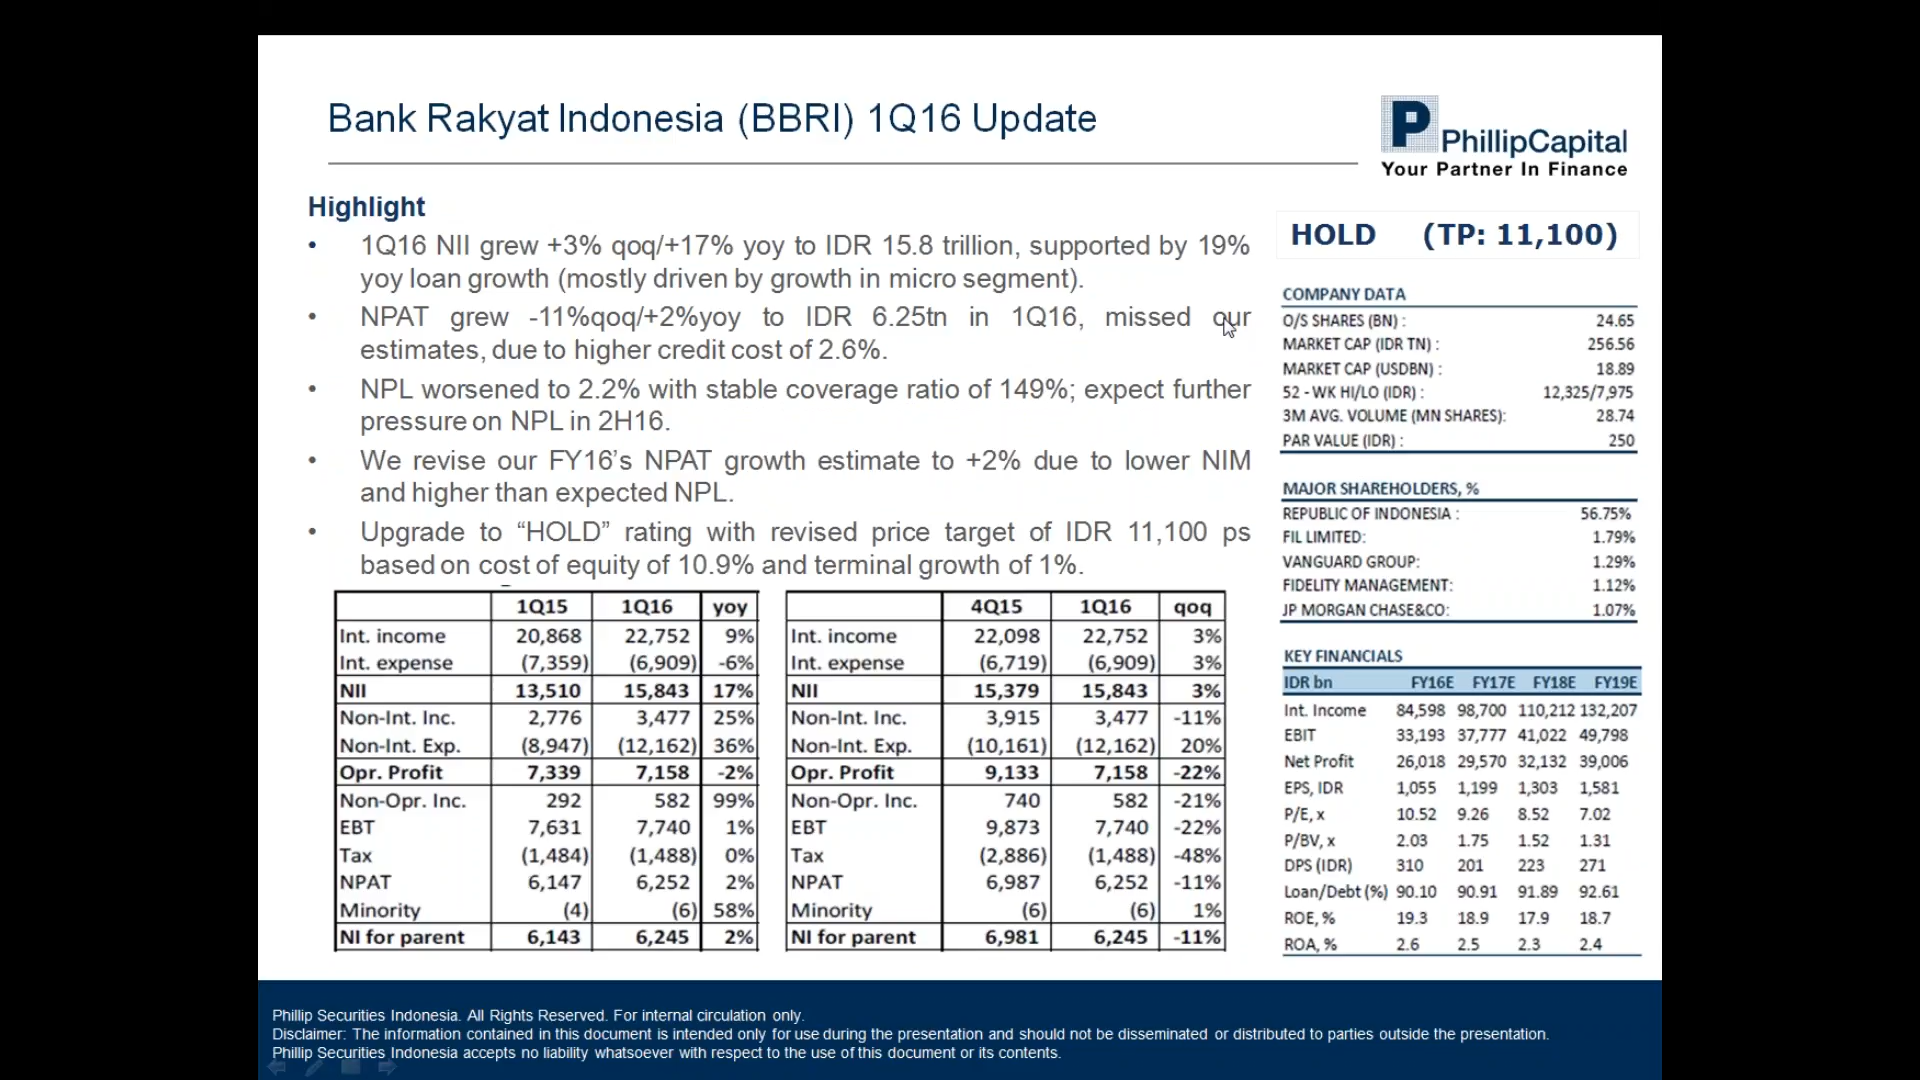 Bank Rakyat Indonesia (BBRI) 1Q16 Update
P PhillipCapital
Your Partner In Finance
Highlight
• 1Q16 NII grew +3% qoq/+17% yoy to IDR 15.8 trillion, supported by 19%
yoy loan growth (mostly driven by growth in micro segment).
• NPAT grew -11%qoq/+2%yoy to IDR 6.25tn in 1Q16, missed our
estimates, due to higher credit cost of 2.6%.
• NPL worsened to 2.2% with stable coverage ratio of 149%; expect further
pressure on NPL in 2H16.
• We revise our FY16’s NPAT growth estimate to +2% due to lower NIM
and higher than expected NPL.
• Upgrade to “HOLD” rating with revised price target of IDR 11,100 ps
based on cost of equity of 10.9% and terminal growth of 1%.
1Q15 1Q16 yoy
Int. income 20,868 22,752 9%
Int. expense (7,359) (6,909) -6%
NII 13,510 15,843 17%
Non-Int. Inc. 2,776 3,477 25%
Non-Int. Exp. (8,947) (12,162) 36%
Opr. Profit 7,339 7,158 -2%
Non-Opr. Inc. 292 582 99%
EBT 7,631 7,740 1%
Tax (1,484) (1,488) 0%
NPAT 6,147 6,252 2%
Minority (4) (6) 58%
NI for parent 6,143 6,245 2%
4Q15 1Q16 qoq
Int. income 22,098 22,752 3%
Int. expense (6,719) (6,909) 3%
NII 15,379 15,843 3%
Non-Int. Inc. 3,915 3,477 -11%
Non-Int. Exp. (10,161) (12,162) 20%
Opr. Profit 9,133 7,158 -22%
Non-Opr. Inc. 740 582 -21%
EBT 9,873 7,740 -22%
Tax (2,886) (1,488) -48%
NPAT 6,987 6,252 -11%
Minority (6) (6) 1%
NI for parent 6,981 6,245 -11%
HOLD (TP: 11,100)
COMPANY DATA
O/S SHARES (BN) : 24.65
MARKET CAP (IDR TN) : 256.56
MARKET CAP (USDBN) : 18.89
52 - WK HI/LO (IDR) : 12,325/7,975
3M AVG. VOLUME (MN SHARES): 28.74
PAR VALUE (IDR) : 250
MAJOR SHAREHOLDERS, %
REPUBLIC OF INDONESIA : 56.75%
FIL LIMITED: 1.79%
VANGUARD GROUP: 1.29%
FIDELITY MANAGEMENT: 1.12%
JP MORGAN CHASE&CO: 1.07%
KEY FINANCIALS
IDR bn FY16E FY17E FY18E FY19E
Int. Income 84,598 98,700 110,212 132,207
EBIT 33,193 37,777 41,022 49,798
Net Profit 26,018 29,570 32,132 39,006
EPS, IDR 1,055 1,199 1,303 1,581
P/E, x 10.52 9.26 8.52 7.02
P/BV, x 2.03 1.75 1.52 1.31
DPS (IDR) 310 201 223 271
Loan/Debt (%) 90.10 90.91 91.89 92.61
ROE, % 19.3 18.9 17.9 18.7
ROA, % 2.6 2.5 2.3 2.4
Phillip Securities Indonesia. All Rights Reserved. For internal circulation only.
Disclaimer: The information contained in this document is intended only for use during the presentation and should not be disseminated or distributed to parties outside the presentation.
Phillip Securities Indonesia accepts no liability whatsoever with respect to the use of this document or its contents.